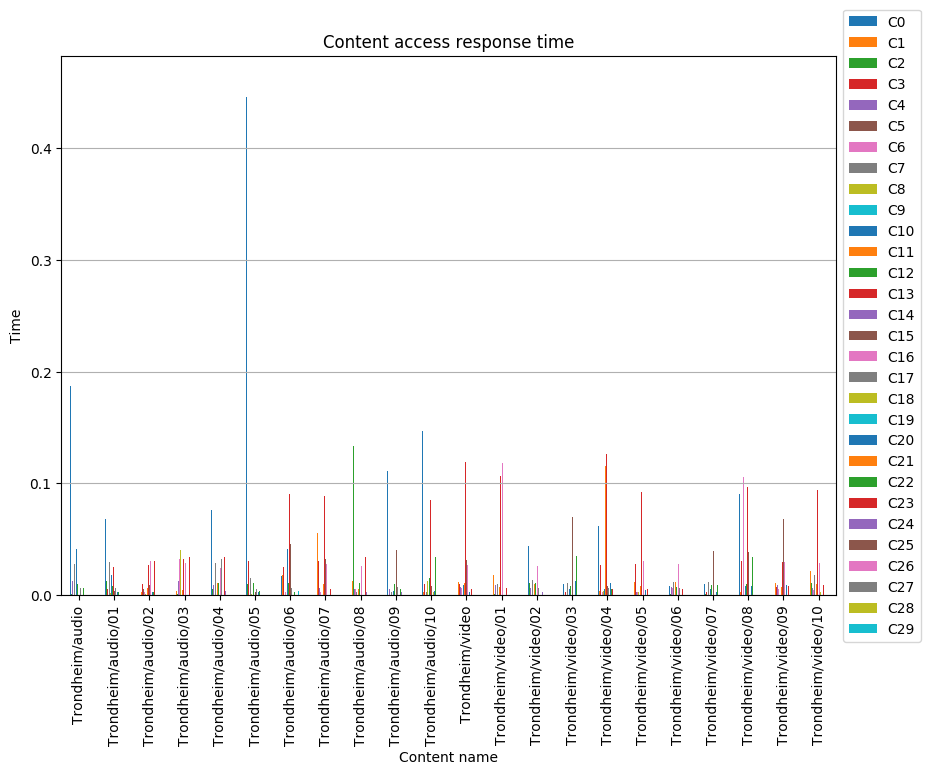 Content access response time
Time
0.4
0.3
0.2
0.1
0.0
Trondheim/audio
Trondheim/audio/01
Trondheim/audio/02
Trondheim/audio/03
Trondheim/audio/04
Trondheim/audio/05
Trondheim/audio/06
Trondheim/audio/07
Trondheim/audio/08
Trondheim/audio/09
Trondheim/audio/10
Trondheim/video
Trondheim/video/01
Trondheim/video/02
Trondheim/video/03
Trondheim/video/04
Trondheim/video/05
Trondheim/video/06
Trondheim/video/07
Trondheim/video/08
Trondheim/video/09
Trondheim/video/10
Content name
C0
C1
C2
C3
C4
C5
C6
C7
C8
C9
C10
C11
C12
C13
C14
C15
C16
C17
C18
C19
C20
C21
C22
C23
C24
C25
C26
C27
C28
C29